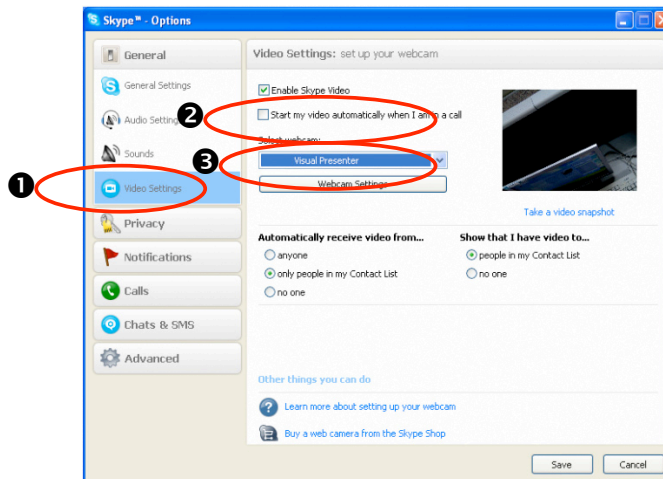 Skype™ - Options
General
General Settings
Audio Settings
Sounds
Video Settings
Privacy
Notifications
Calls
Chats & SMS
Advanced
Video Settings: set up your webcam
Enable Skype Video
2
Start my video automatically when I am in a call
Select webcam:
3
Visual Presenter
1
Webcam Settings
Take a video snapshot
Automatically receive video from...
anyone
only people in my Contact List
no one
Show that I have video to...
people in my Contact List
no one
Other things you can do
Learn more about setting up your webcam
Buy a web camera from the Skype Shop
Save
Cancel